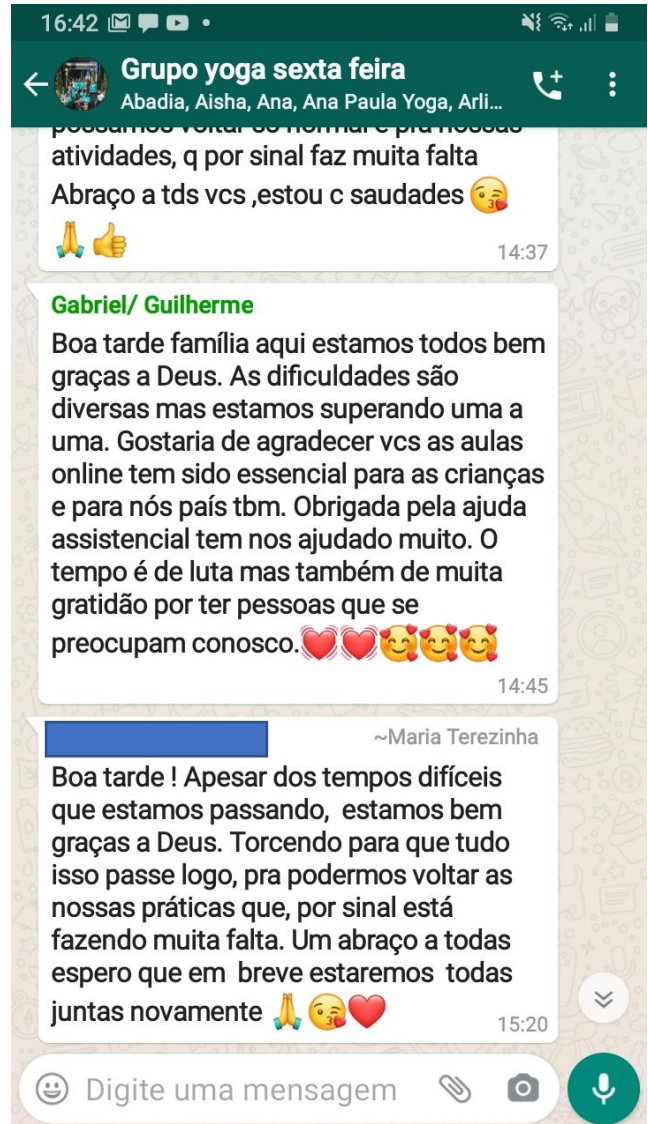 16:42
Grupo yoga sexta feira
Abadia, Aisha, Ana, Ana Paula Yoga, Arli...
possamos voltar so normal e pra nossas
atividades, q por sinal faz muita falta
Abraço a tds vcs ,estou c saudades 😘
🙏👍
14:37
Gabriel/ Guilherme
Boa tarde família aqui estamos todos bem
graças a Deus. As dificuldades são
diversas mas estamos superando uma a
uma. Gostaria de agradecer vcs as aulas
online tem sido essencial para as crianças
e para nós país tbm. Obrigada pela ajuda
assistencial tem nos ajudado muito. O
tempo é de luta mas também de muita
gratidão por ter pessoas que se
preocupam conosco.💓💓🥰🥰🥰
14:45
~Maria Terezinha
Boa tarde ! Apesar dos tempos difíceis
que estamos passando, estamos bem
graças a Deus. Torcendo para que tudo
isso passe logo, pra podermos voltar as
nossas práticas que, por sinal está
fazendo muita falta. Um abraço a todas
espero que em breve estaremos todas
juntas novamente 🙏😘❤️
15:20
Digite uma mensagem